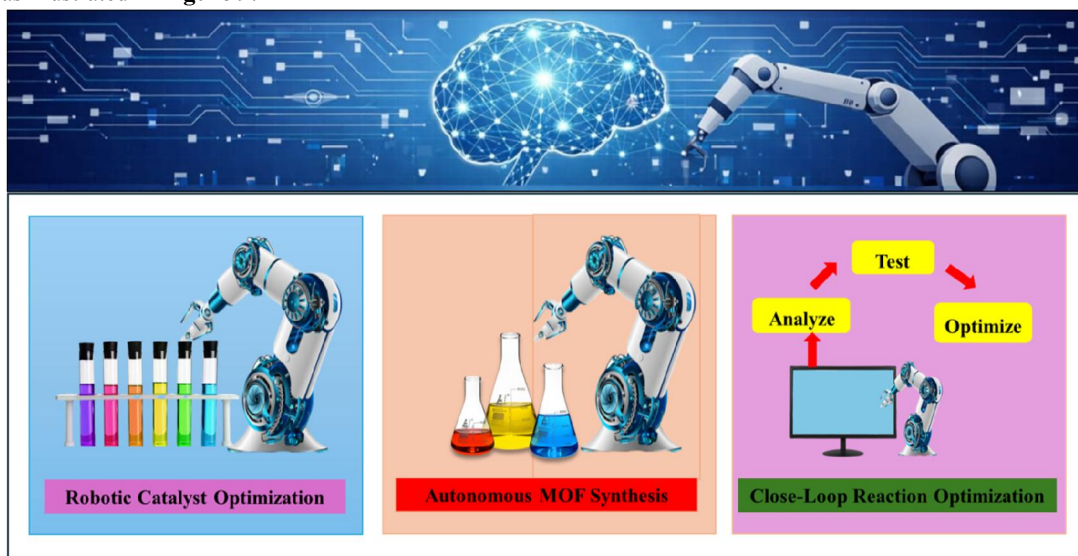 Test
Analyze
Optimize
Robotic Catalyst Optimization
Autonomous MOF Synthesis
Close-Loop Reaction Optimization